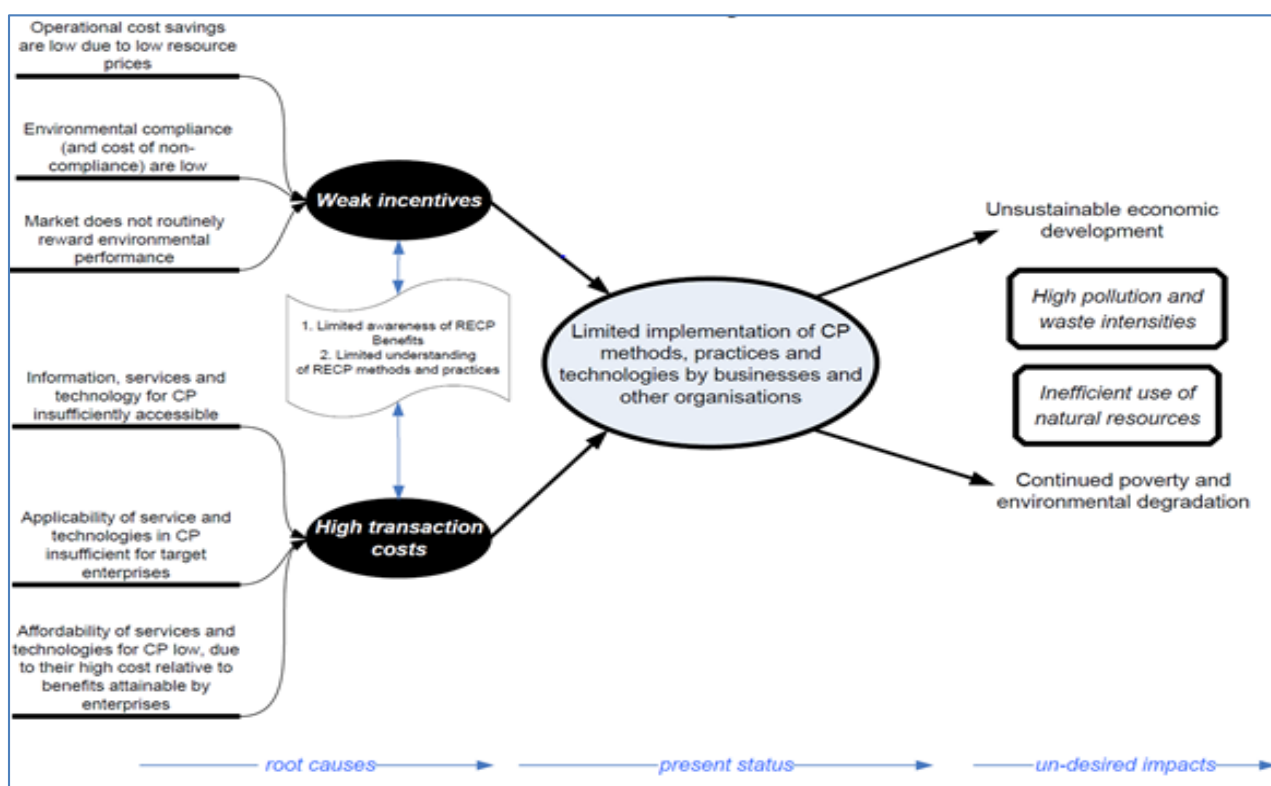 Operational cost savings
are low due to low resource
prices
Environmental compliance
(and cost of non-
compliance) are low
Market does not routinely
reward environmental
performance
Information, services and
technology for CP
insufficiently accessible
Applicability of service and
technologies in CP
insufficient for target
enterprises
Affordability of services and
technologies for CP low, due
to their high cost relative to
benefits attainable by
enterprises
Weak incentives
1. Limited awareness of RECP
Benefits
2. Limited understanding
of RECP methods and practices
High transaction
costs
Limited implementation of CP
methods, practices and
technologies by businesses and
other organisations
Unsustainable economic
development
High pollution and
waste intensities
Inefficient use of
natural resources
Continued poverty and
environmental degradation
root causes
present status
un-desired impacts